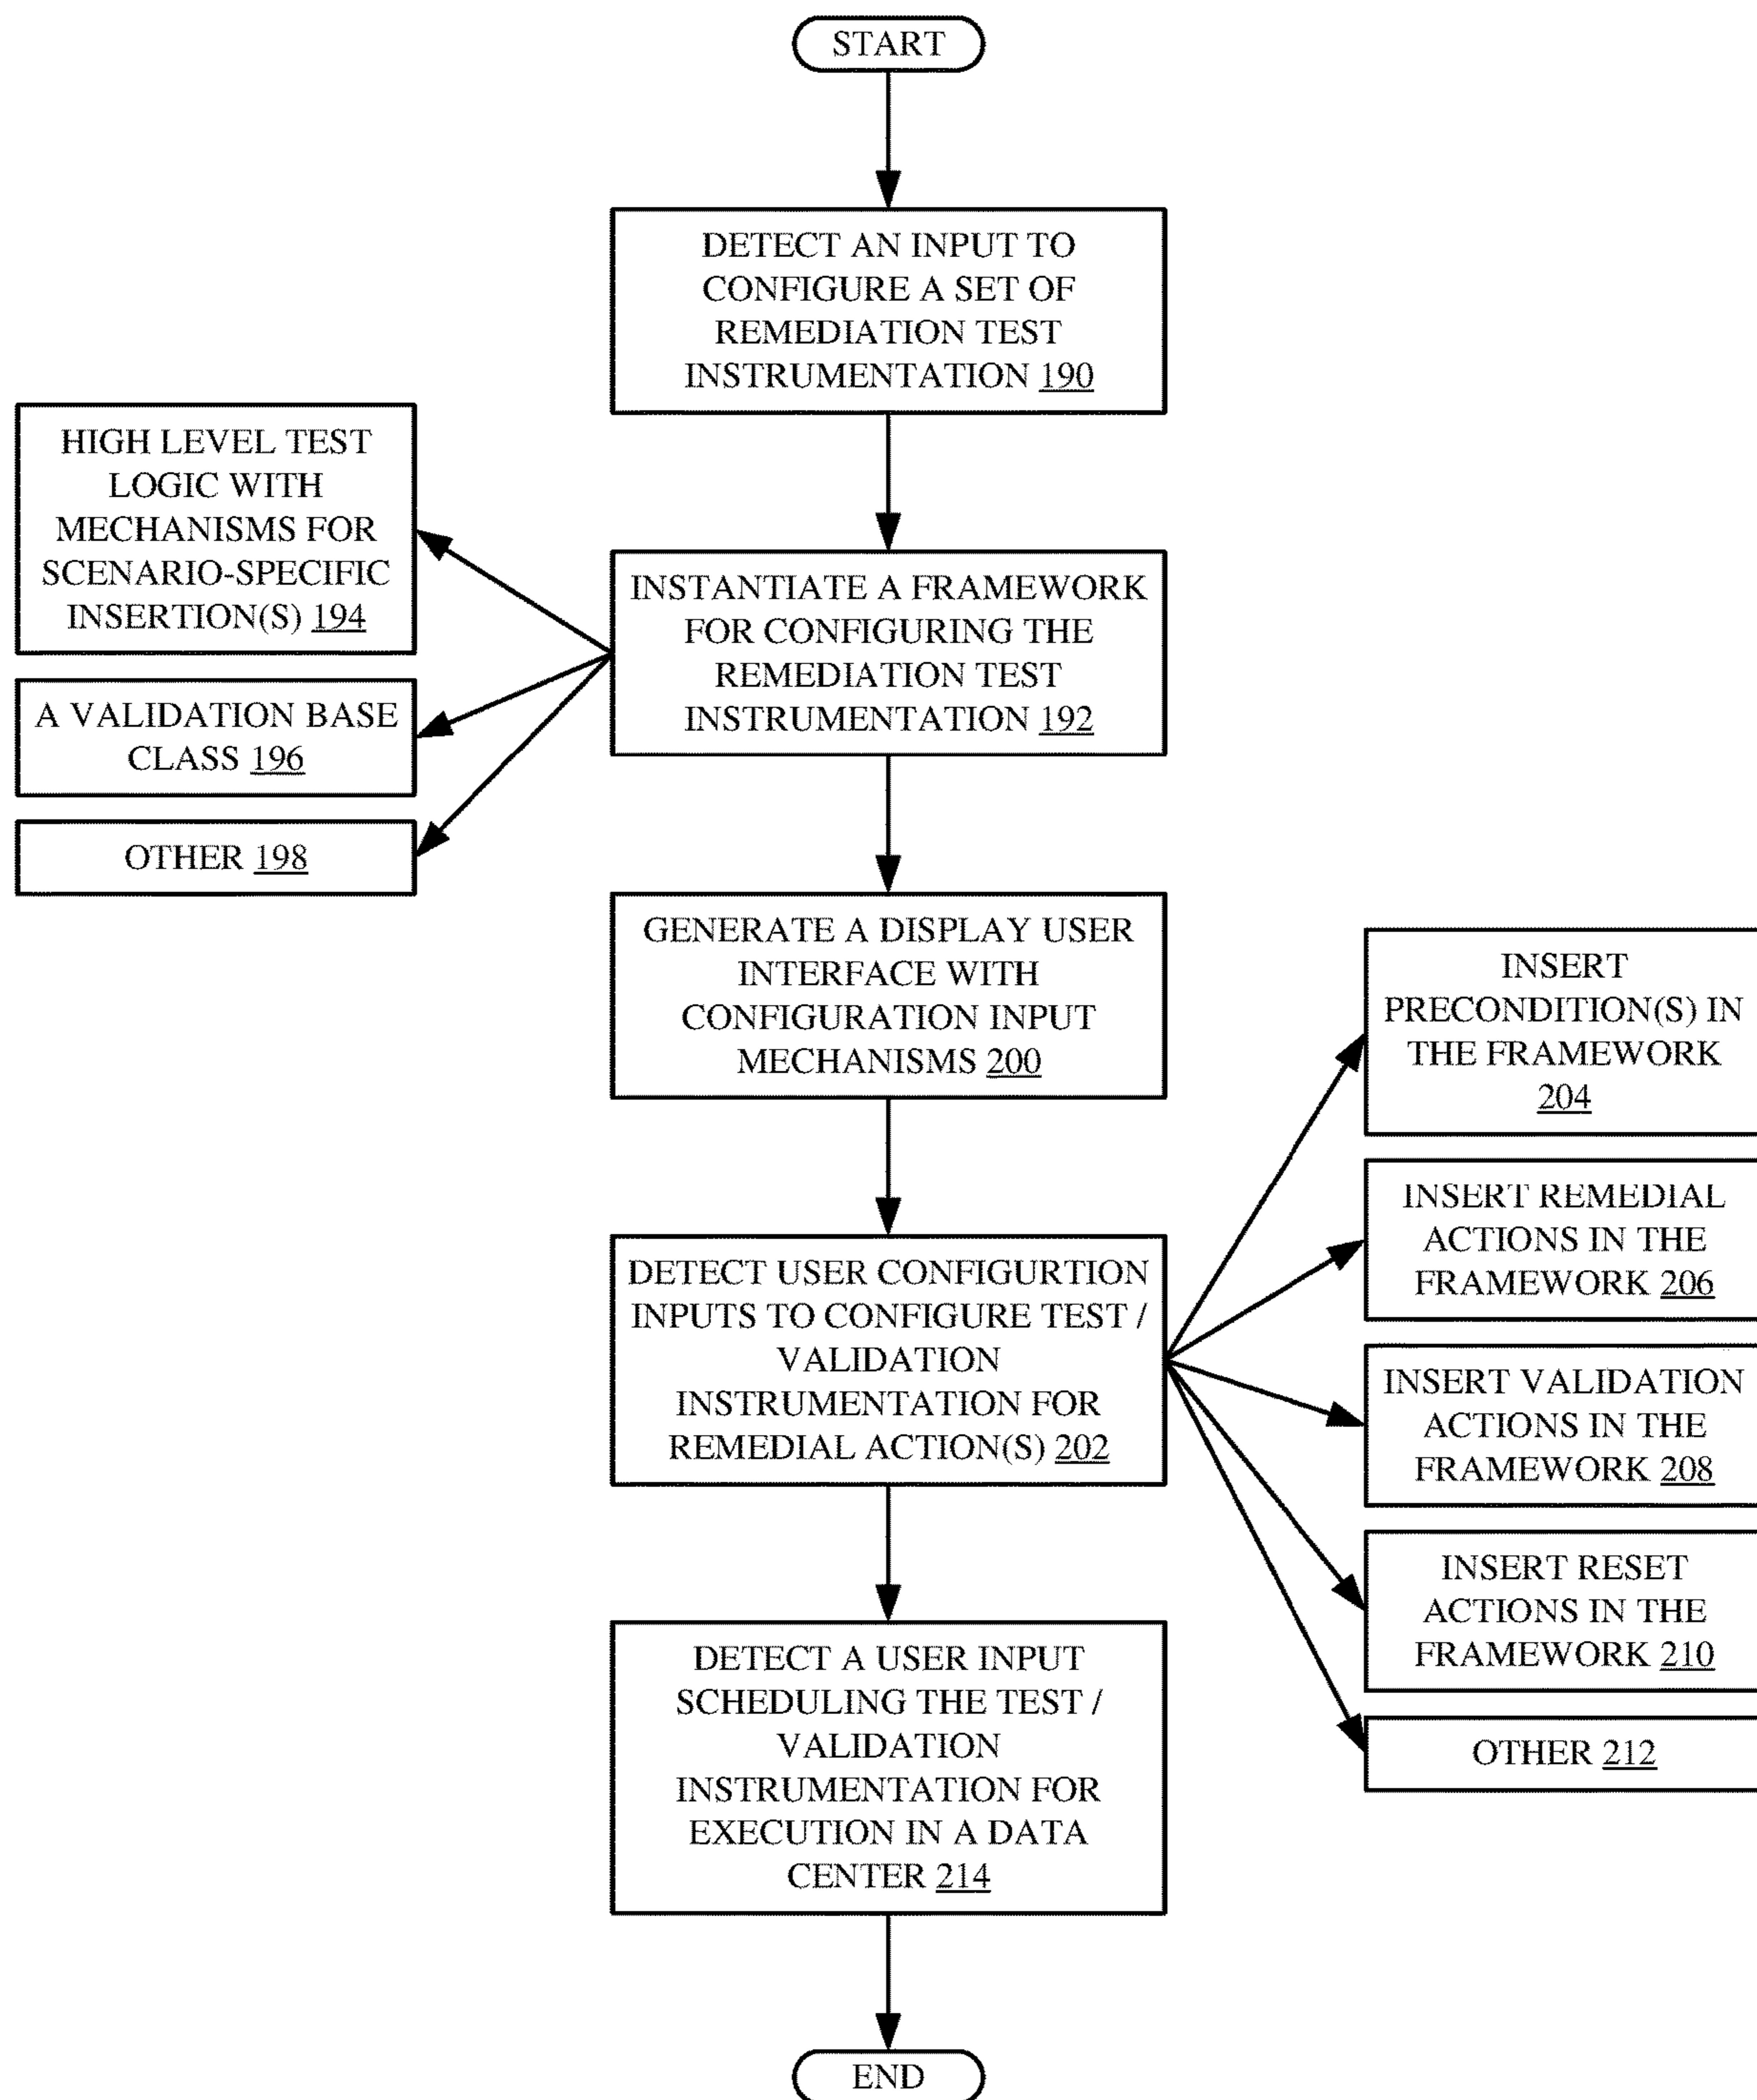 START
DETECT AN INPUT TO
CONFIGURE A SET OF
REMEDIATION TEST
INSTRUMENTATION 190
HIGH LEVEL TEST
LOGIC WITH
MECHANISMS FOR
SCENARIO-SPECIFIC
INSERTION(S) 194
A VALIDATION BASE
CLASS 196
OTHER 198
INSTANTIATE A FRAMEWORK
FOR CONFIGURING THE
REMEDIATION TEST
INSTRUMENTATION 192
GENERATE A DISPLAY USER
INTERFACE WITH
CONFIGURATION INPUT
MECHANISMS 200
DETECT USER CONFIGURTION
INPUTS TO CONFIGURE TEST /
VALIDATION
INSTRUMENTATION FOR
REMEDIAL ACTION(S) 202
INSERT
PRECONDITION(S) IN
THE FRAMEWORK
204
INSERT REMEDIAL
ACTIONS IN THE
FRAMEWORK 206
INSERT VALIDATION
ACTIONS IN THE
FRAMEWORK 208
INSERT RESET
ACTIONS IN THE
FRAMEWORK 210
OTHER 212
DETECT A USER INPUT
SCHEDULING THE TEST /
VALIDATION
INSTRUMENTATION FOR
EXECUTION IN A DATA
CENTER 214
END